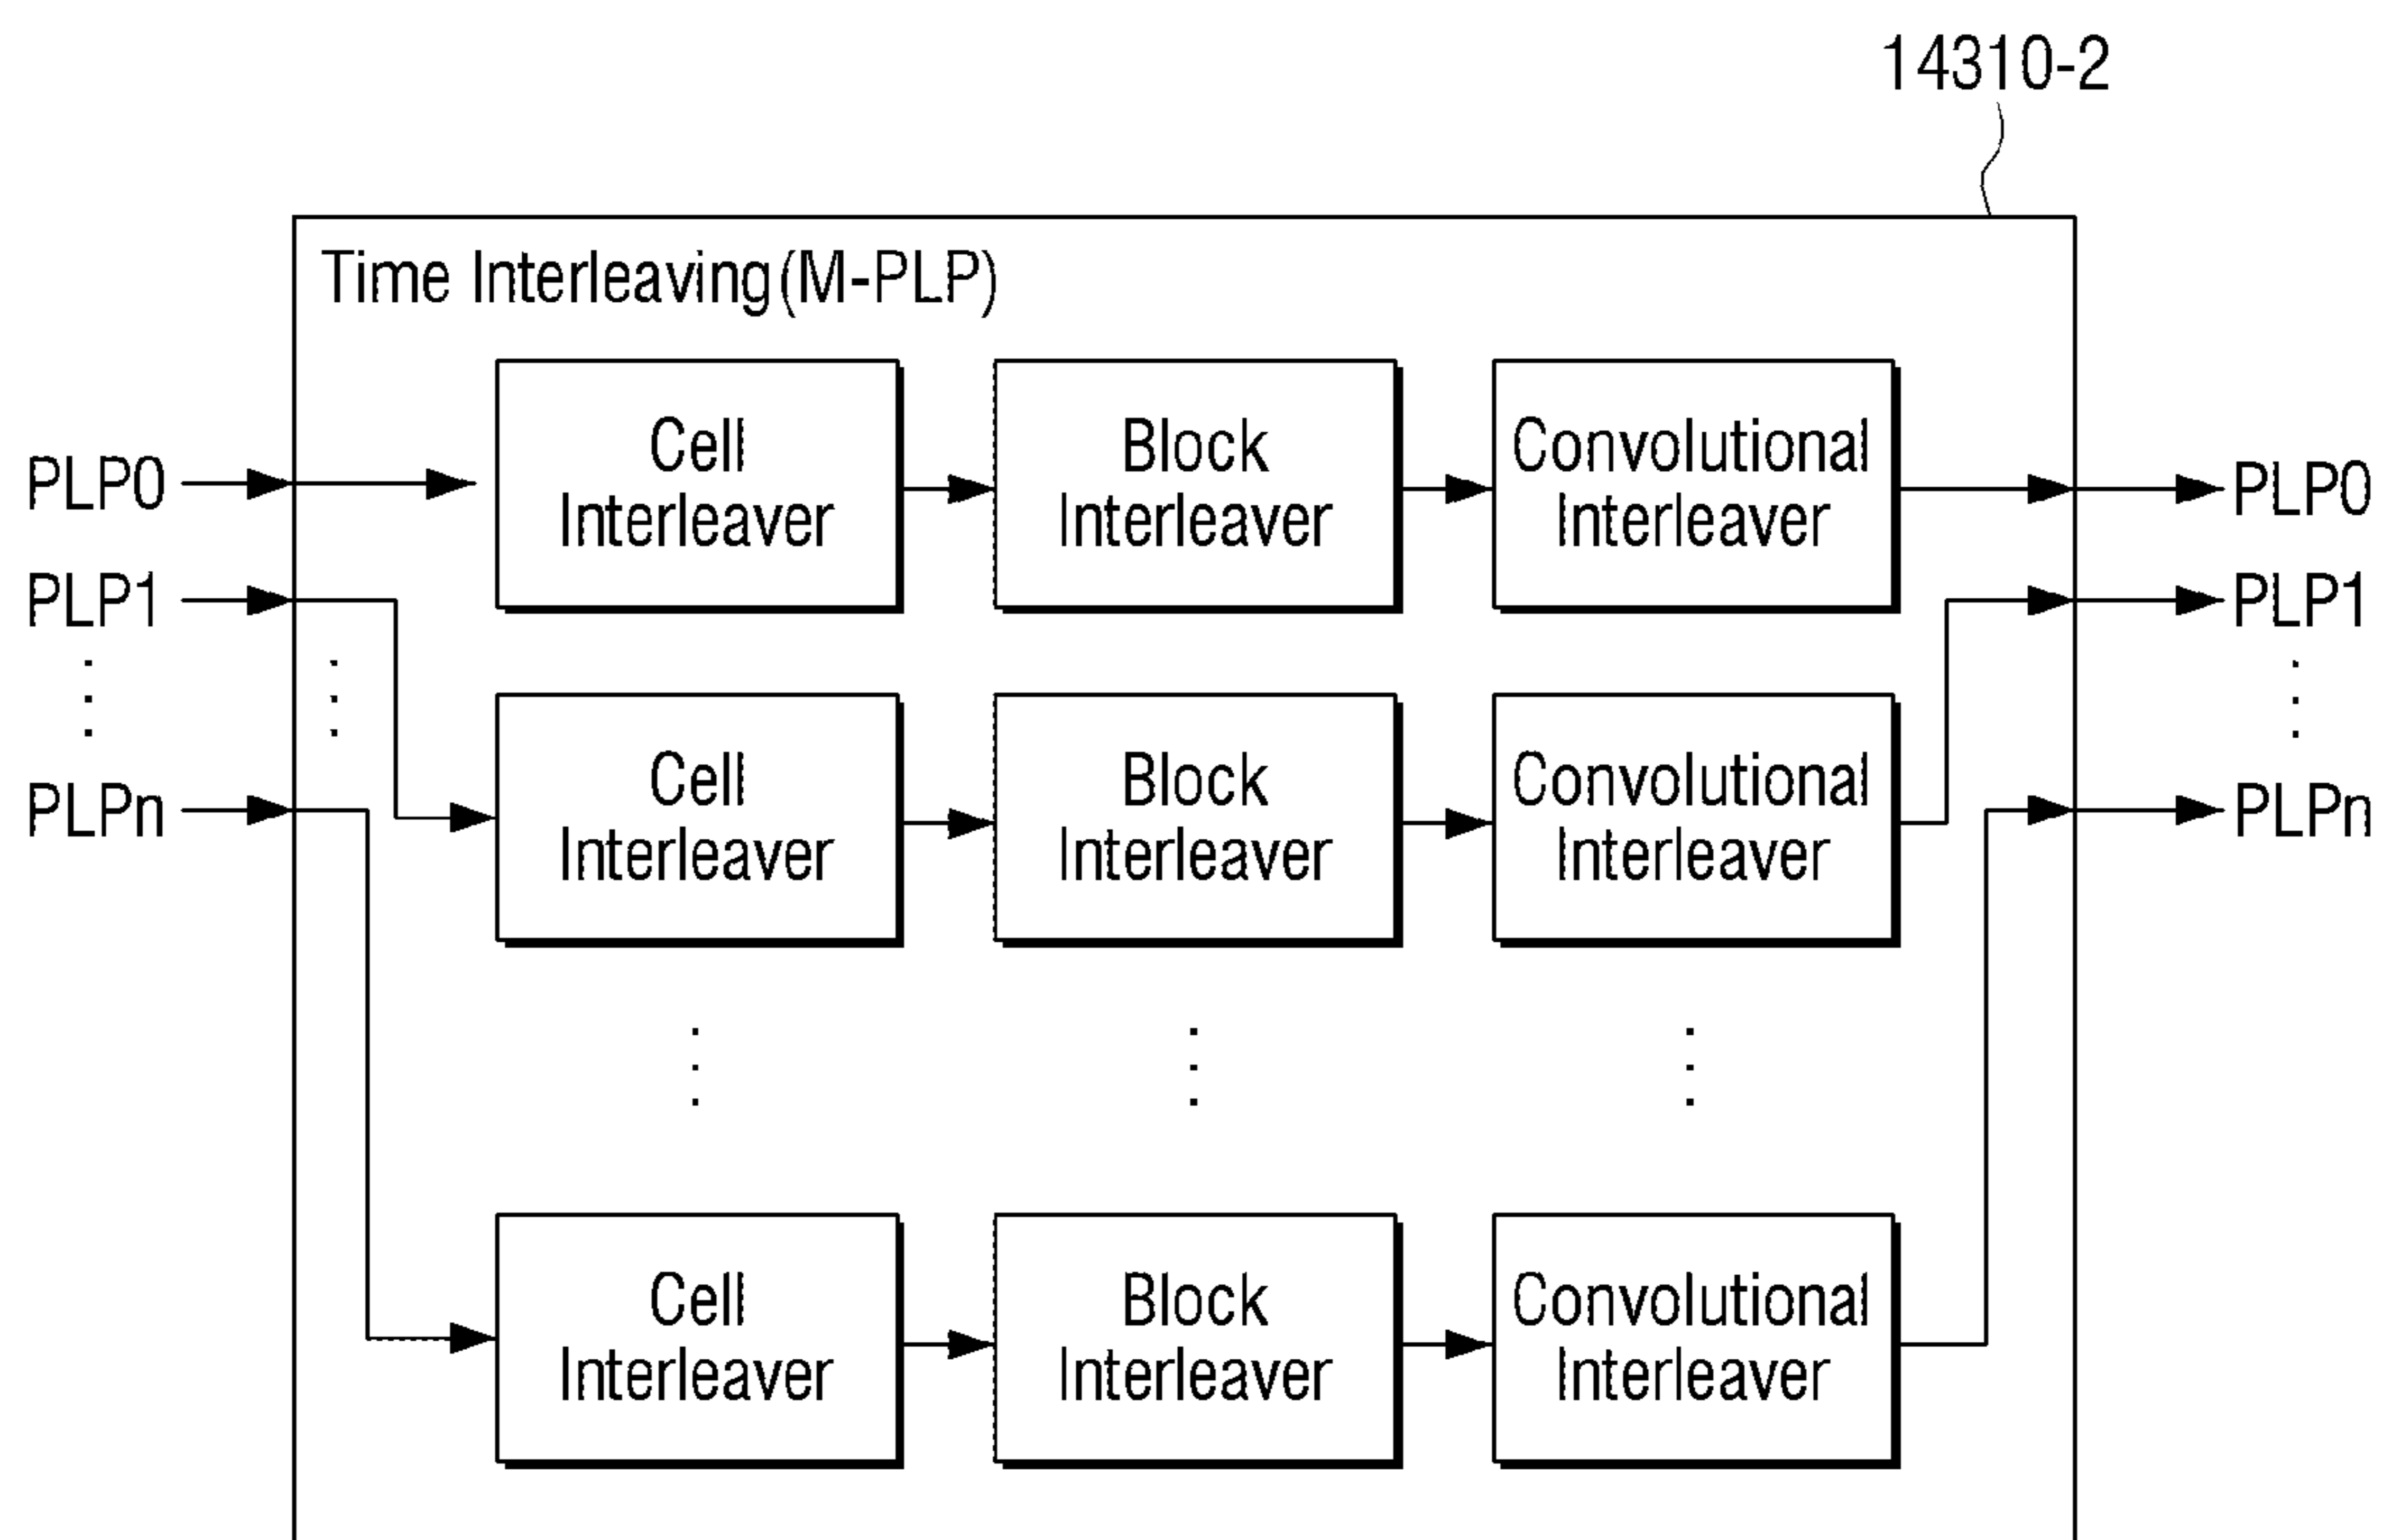 14310-2
Time Interleaving(M-PLP)
PLP0
Cell
Interleaver
Block
Interleaver
Convolutional
Interleaver
PLP0
PLP1
PLP1
PLPn
Cell
Interleaver
Block
Interleaver
Convolutional
Interleaver
PLPn
Cell
Interleaver
Block
Interleaver
Convolutional
Interleaver